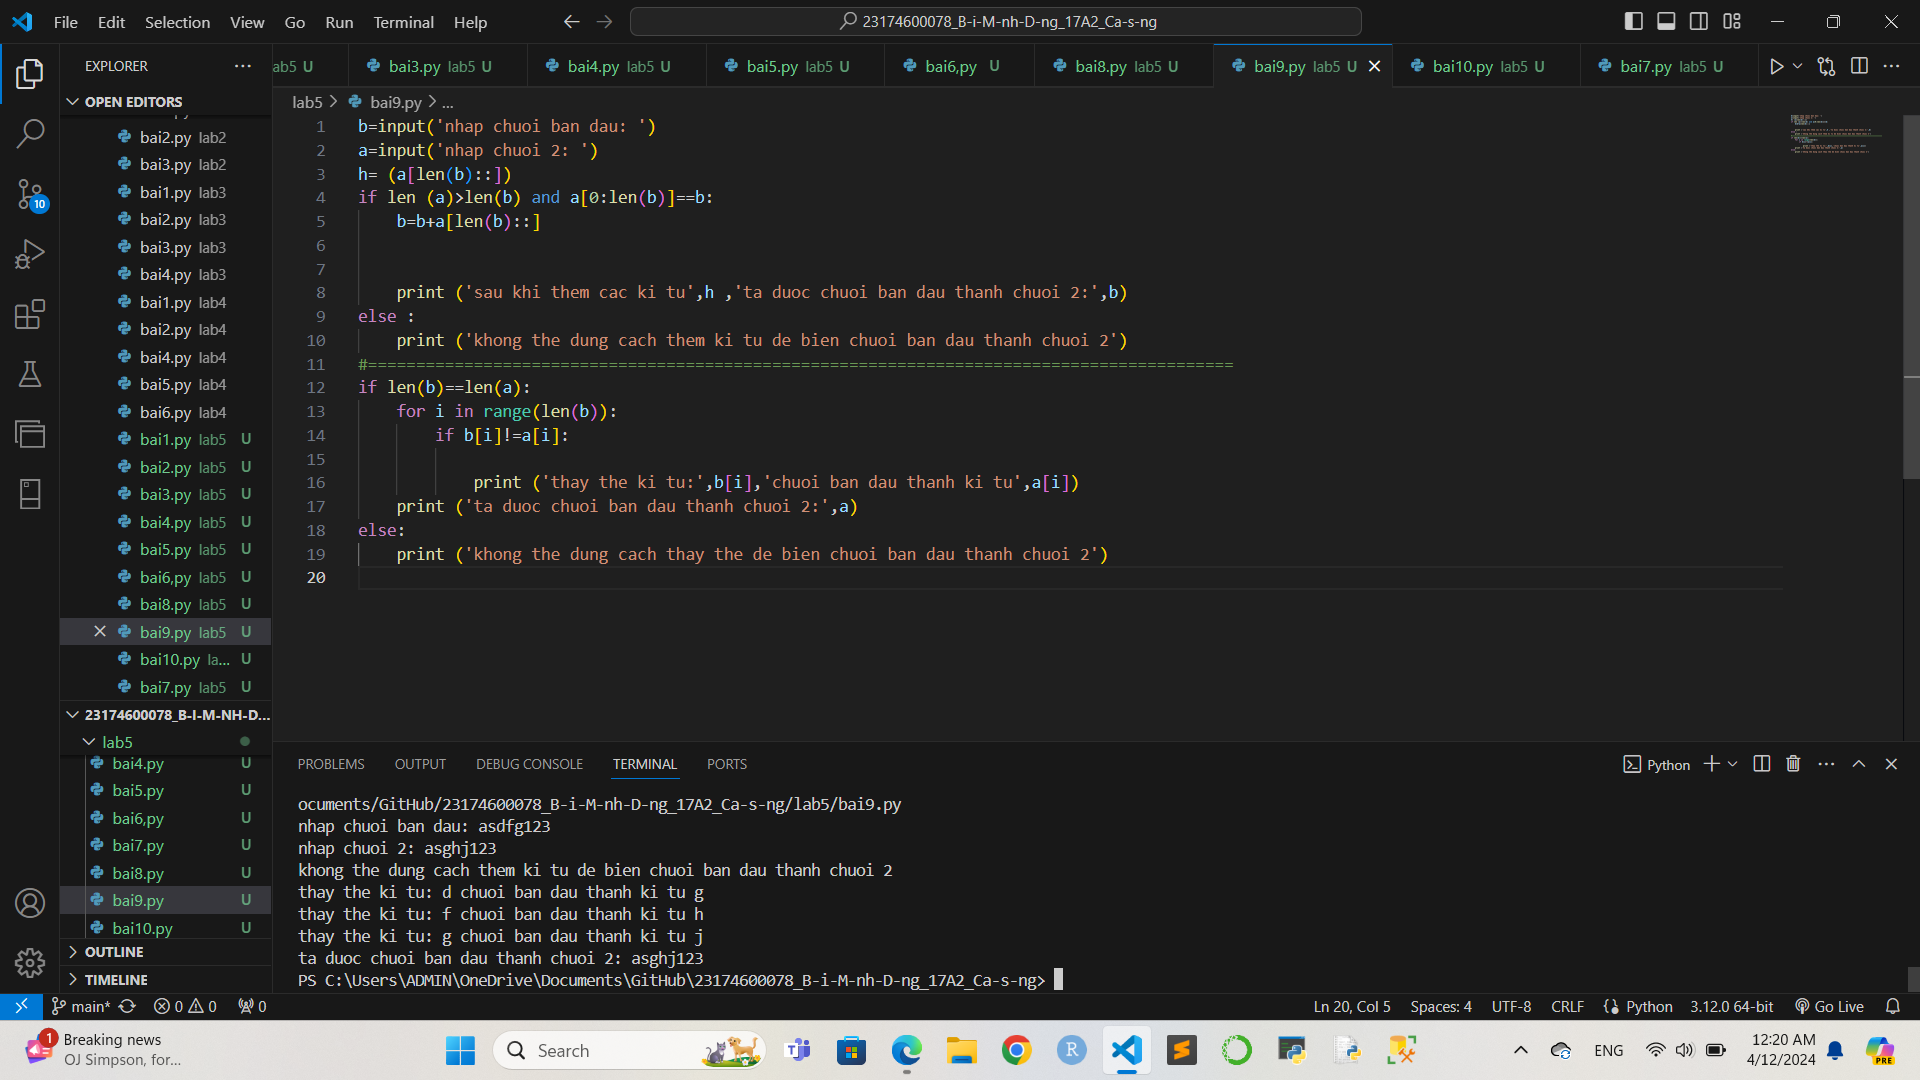 File Edit Selection View Go Run Terminal Help
23174600078_B-i-M-nh-D-ng_17A2_Ca-s-ng
EXPLORER
ab5 U
bai3.py lab5 U
bai4.py lab5 U
bai5.py lab5 U
bai6,py U
bai8.py lab5 U
bai9.py lab5 U
bai10.py lab5 U
bai7.py lab5 U
OPEN EDITORS
bai2.py lab2
bai3.py lab2
bai1.py lab3
bai2.py lab3
bai3.py lab3
bai4.py lab3
bai1.py lab4
bai2.py lab4
bai4.py lab4
bai5.py lab4
bai6.py lab4
bai1.py lab5 U
bai2.py lab5 U
bai3.py lab5 U
bai4.py lab5 U
bai5.py lab5 U
bai6,py lab5 U
bai8.py lab5 U
bai9.py lab5 U
bai10.py la... U
bai7.py lab5 U
23174600078_B-I-M-NH-D...
lab5
bai4.py U
bai5.py U
bai6,py U
bai7.py U
bai8.py U
bai9.py U
bai10.py U
OUTLINE
TIMELINE
10
lab5 > bai9.py > ...
1 b=input('nhap chuoi ban dau: ')
2 a=input('nhap chuoi 2: ')
3 h= (a[len(b)::])
4 if len (a)>len(b) and a[0:len(b)]==b:
5     b=b+a[len(b)::]
6
7
8     print ('sau khi them cac ki tu',h ,'ta duoc chuoi ban dau thanh chuoi 2:',b)
9 else :
10     print ('khong the dung cach them ki tu de bien chuoi ban dau thanh chuoi 2')
11 #==========================================================================================
12 if len(b)==len(a):
13     for i in range(len(b)):
14         if b[i]!=a[i]:
15
16             print ('thay the ki tu:',b[i],'chuoi ban dau thanh ki tu',a[i])
17     print ('ta duoc chuoi ban dau thanh chuoi 2:',a)
18 else:
19     print ('khong the dung cach thay the de bien chuoi ban dau thanh chuoi 2')
20
PROBLEMS OUTPUT DEBUG CONSOLE TERMINAL PORTS
Python
ocuments/GitHub/23174600078_B-i-M-nh-D-ng_17A2_Ca-s-ng/lab5/bai9.py
nhap chuoi ban dau: asdfg123
nhap chuoi 2: asghj123
khong the dung cach them ki tu de bien chuoi ban dau thanh chuoi 2
thay the ki tu: d chuoi ban dau thanh ki tu g
thay the ki tu: f chuoi ban dau thanh ki tu h
thay the ki tu: g chuoi ban dau thanh ki tu j
ta duoc chuoi ban dau thanh chuoi 2: asghj123
PS C:\Users\ADMIN\OneDrive\Documents\GitHub\23174600078_B-i-M-nh-D-ng_17A2_Ca-s-ng>
main* 0 0 0
Ln 20, Col 5 Spaces: 4 UTF-8 CRLF Python 3.12.0 64-bit Go Live
1
Breaking news
OJ Simpson, for...
Search
ENG
12:20 AM
4/12/2024
PRE